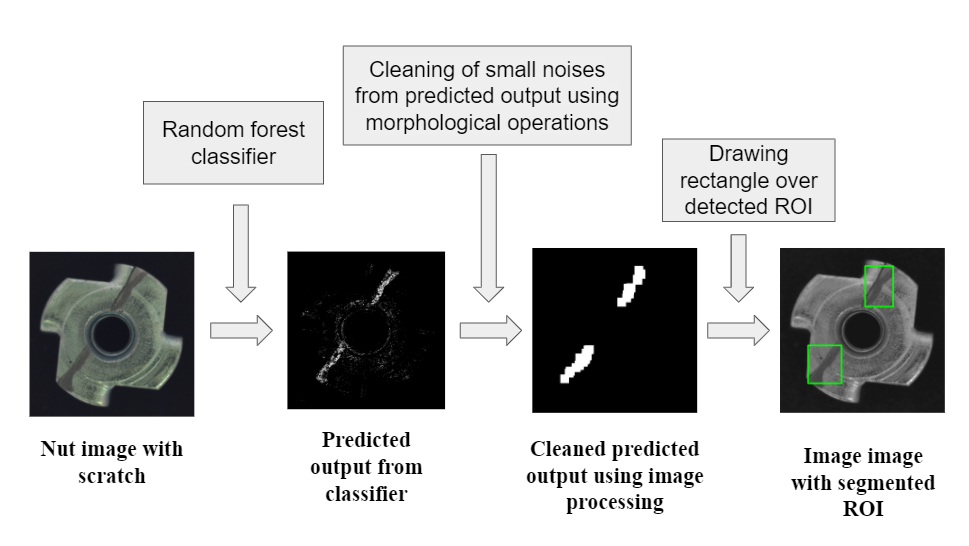 Cleaning of small noises
from predicted output using
morphological operations
Random forest
classifier
Drawing
rectangle over
detected ROI
Nut image with
scratch
Predicted
output from
classifier
Cleaned predicted
output using image
processing
Image image
with segmented
ROI